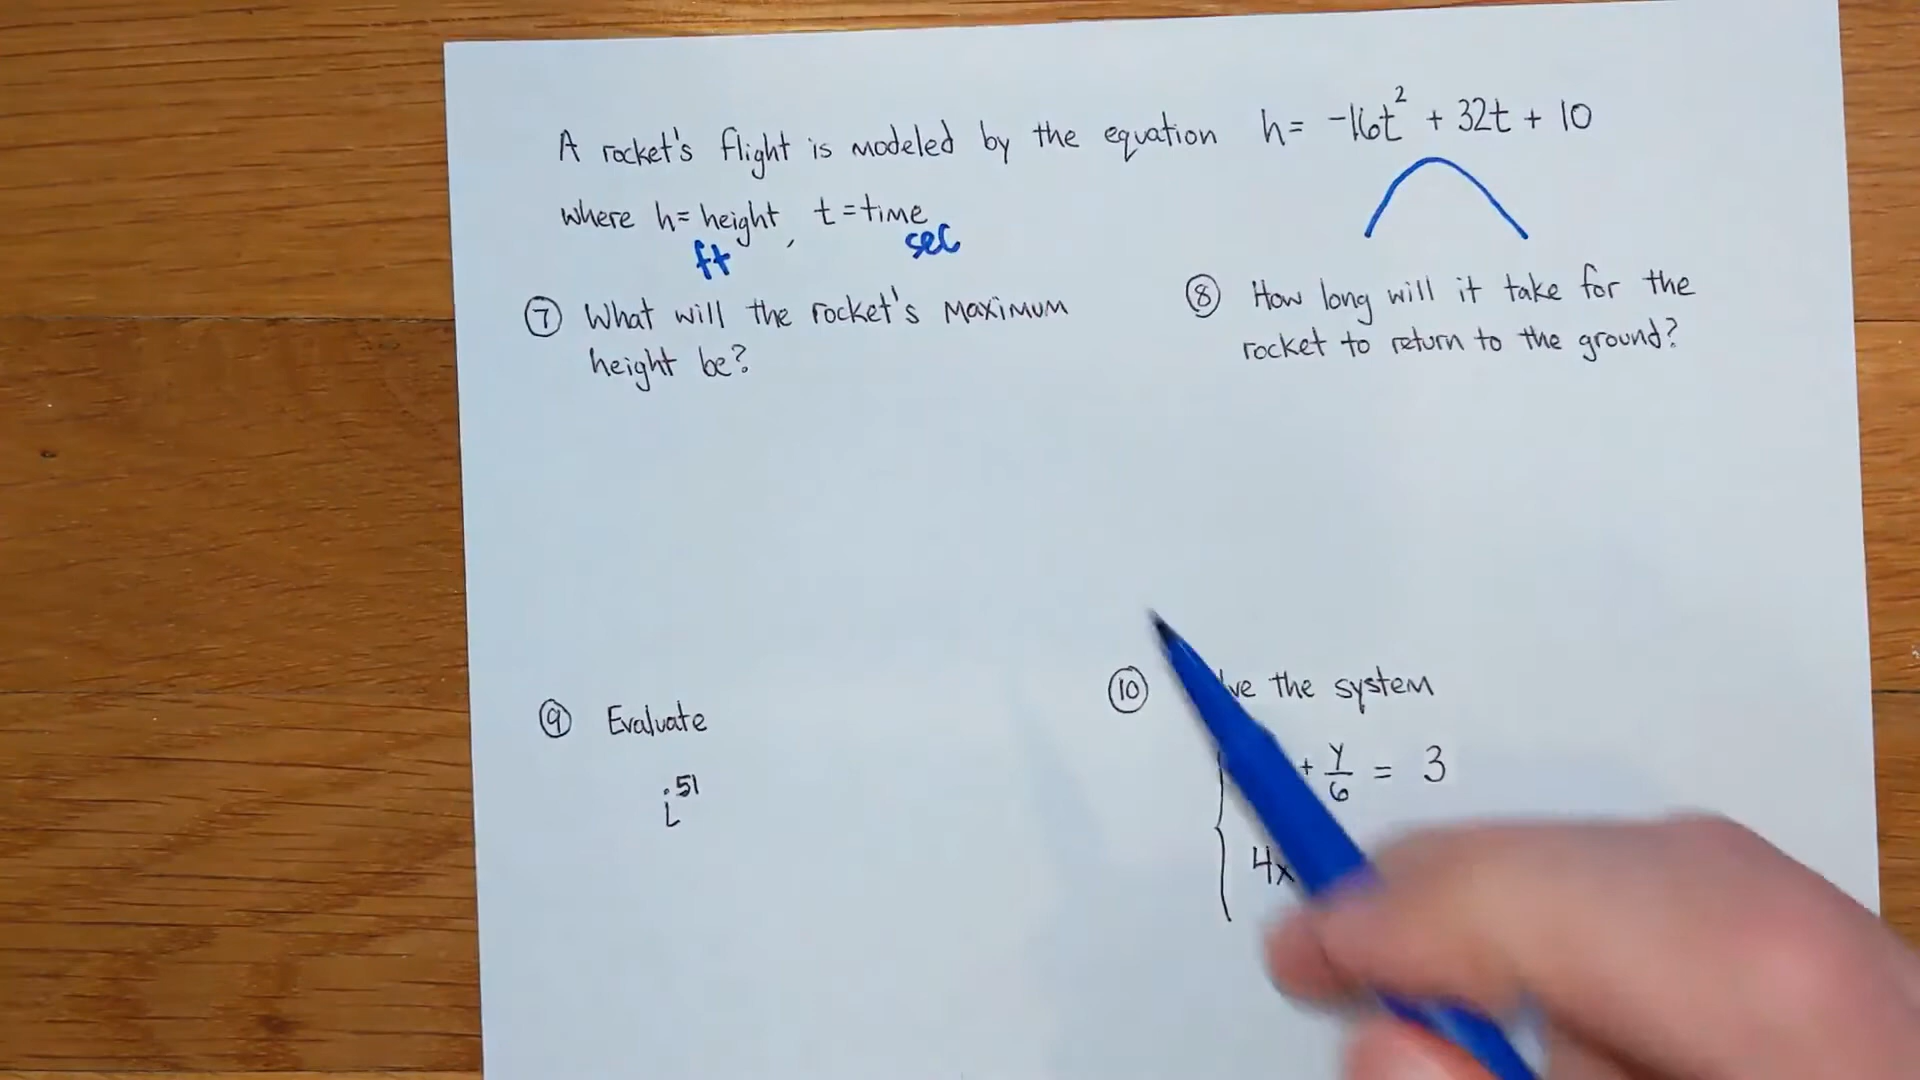 A rocket's flight is modeled by the equation h= -16t² + 32t + 10
where h= height, t=time
ft sec
⑦ What will the rocket's maximum
height be?
⑧ How long will it take for the
rocket to return to the ground?
⑨ Evaluate
i⁵¹
⑩ the system
+ y/6 = 3
4x